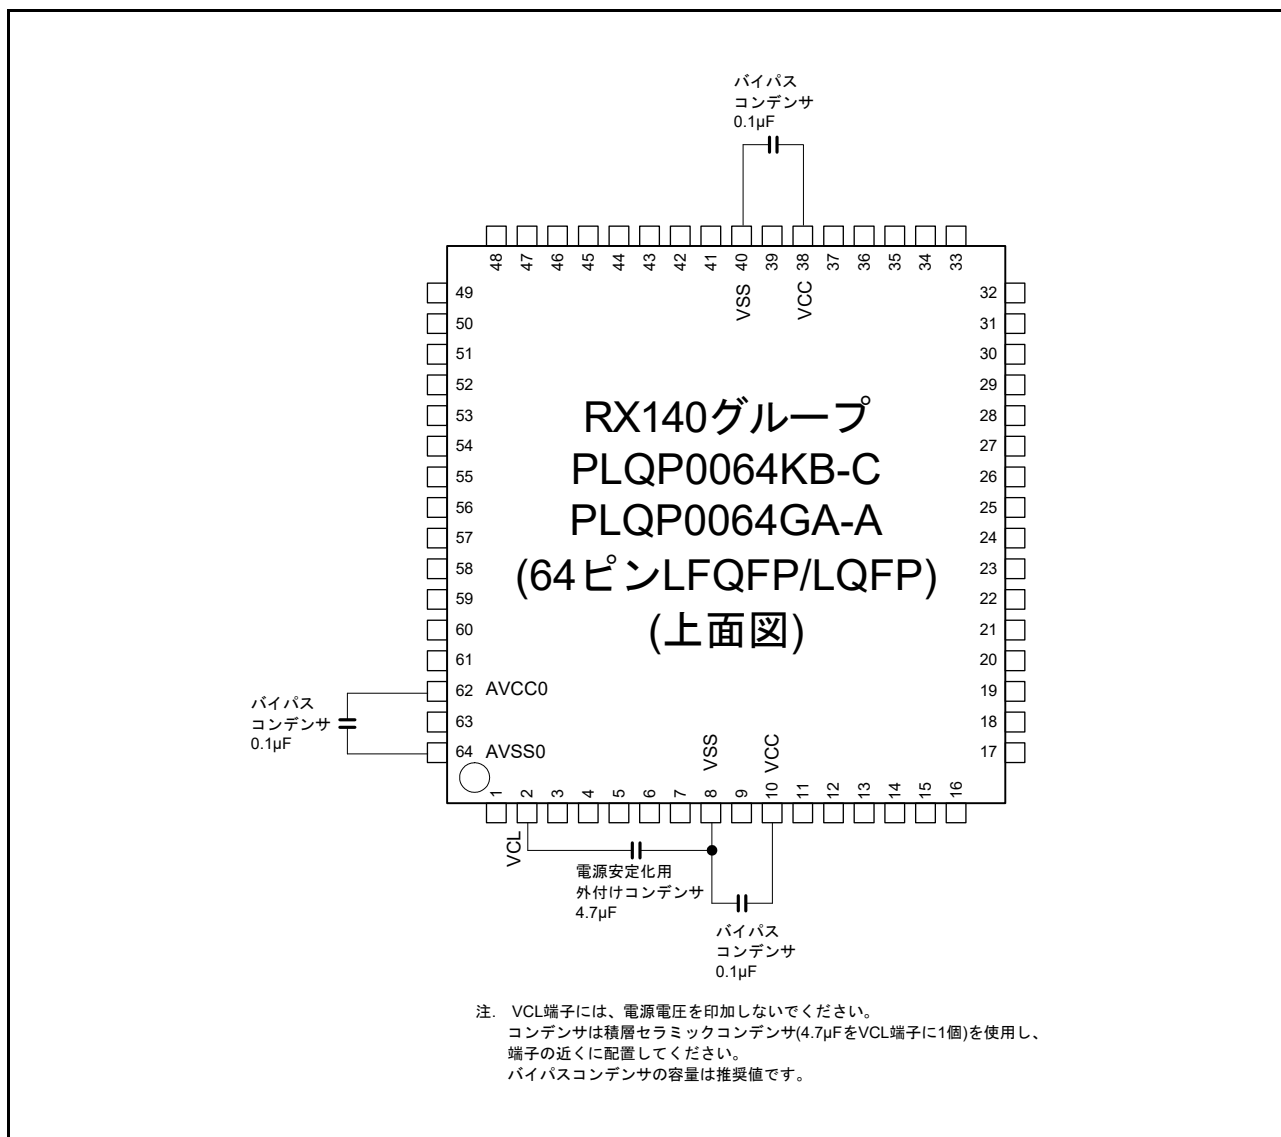 バイパス
コンデンサ
0.1µF
48 47 46 45 44 43 42 41 40 39 38 37 36 35 34 33
VSS VCC
49
50
51
52
53
54
55
56
57
58
59
60
61
62 AVCC0
63
64 AVSS0
32
31
30
29
28
27
26
25
24
23
22
21
20
19
18
17
RX140グループ
PLQP0064KB-C
PLQP0064GA-A
(64ピンLFQFP/LQFP)
(上面図)
バイパス
コンデンサ
0.1µF
VSS VCC
1 2 3 4 5 6 7 8 9 10 11 12 13 14 15 16
VCL
電源安定化用
外付けコンデンサ
4.7µF
バイパス
コンデンサ
0.1µF
注. VCL端子には、電源電圧を印加しないでください。
コンデンサは積層セラミックコンデンサ(4.7µFをVCL端子に1個)を使用し、
端子の近くに配置してください。
バイパスコンデンサの容量は推奨値です。